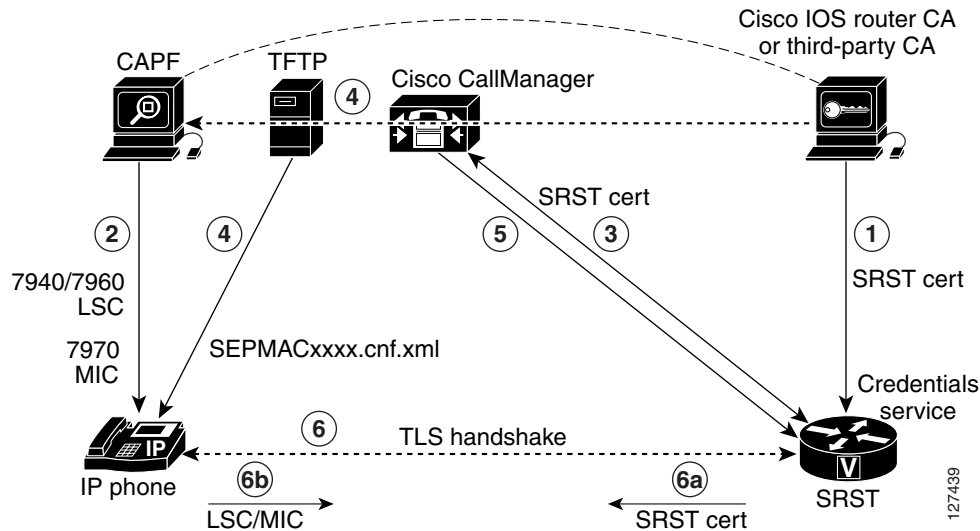 Cisco IOS router CA
or third-party CA
CAPF
TFTP
Cisco CallManager
4
SRST cert
2
4
5
3
1
7940/7960
LSC
SRST cert
7970
MIC
SEPMACxxxx.cnf.xml
Credentials
service
6
TLS handshake
IP
V
IP phone
6b
6a
SRST
LSC/MIC
SRST cert
127439